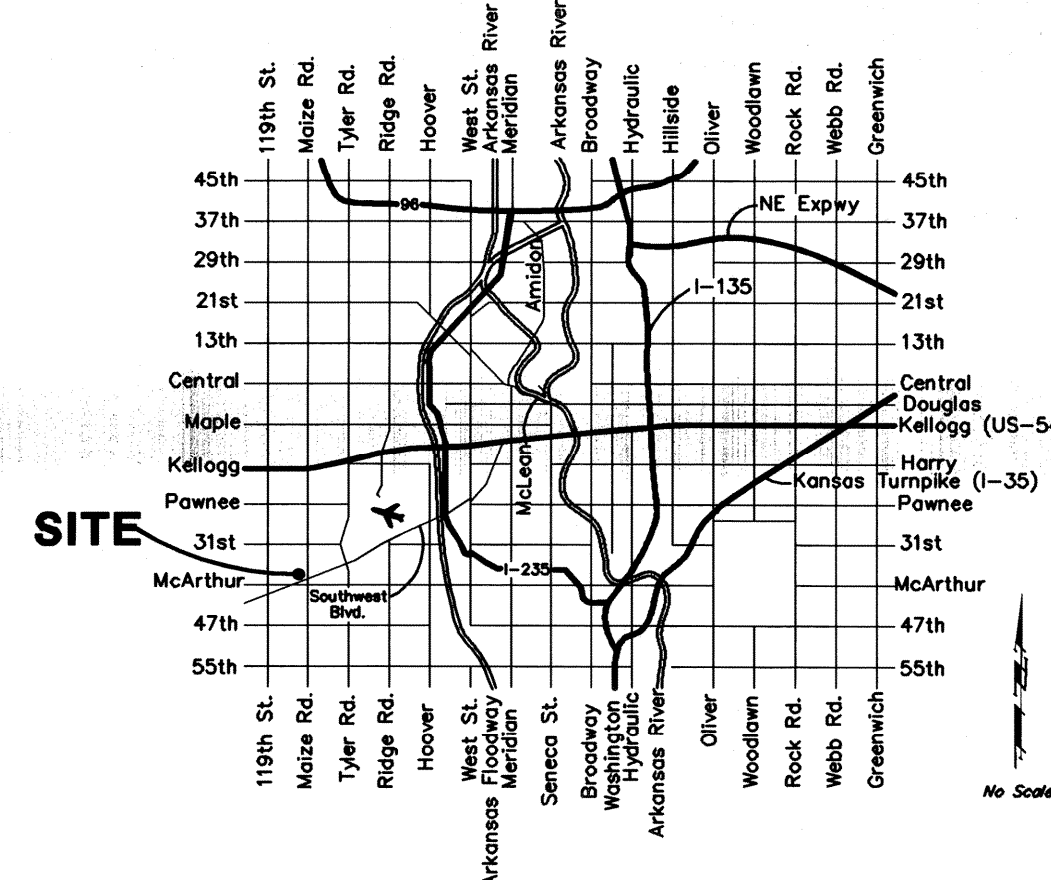 119th St.
Maize Rd.
Tyler Rd.
Ridge Rd.
Hoover
West St.
Arkansas River
Meridian
Arkansas River
Broadway
Hydraulic
Hillside
Oliver
Woodlawn
Rock Rd.
Webb Rd.
Greenwich
45th
37th
29th
21st
13th
Central
Maple
Kellogg
Pawnee
31st
McArthur
47th
55th
SITE
96
Amidon
McLean
NE Expwy
I-135
I-235
Southwest
Blvd.
45th
37th
29th
21st
13th
Central
Douglas
Kellogg (US-54
Harry
Kansas Turnpike (I-35)
Pawnee
31st
McArthur
47th
55th
119th St.
Maize Rd.
Tyler Rd.
Ridge Rd.
Hoover
West St.
Arkansas Floodway
Meridian
Seneca St.
Broadway
Washington
Hydraulic
Arkansas River
Oliver
Woodlawn
Rock Rd.
Webb Rd.
Greenwich
No Scale